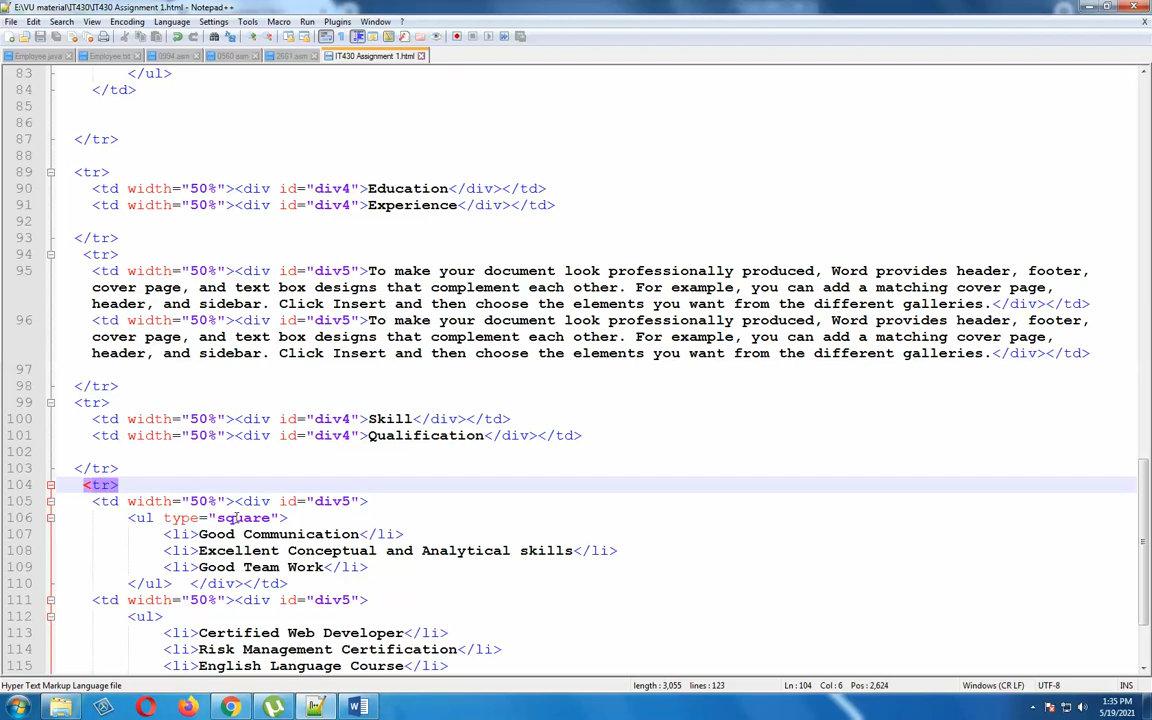 E:\VU material\IT430\IT430 Assignment 1.html - Notepad++
File Edit Search View Encoding Language Settings Tools Macro Run Plugins Window ? X
Employee.java Employee.txt 0994.asm 0560.asm 2661.asm IT430 Assignment 1.html
83 </ul>
84 </td>
85
86
87 </tr>
88
89 <tr>
90 <td width="50%"><div id="div4">Education</div></td>
91 <td width="50%"><div id="div4">Experience</div></td>
92
93 </tr>
94 <tr>
95 <td width="50%"><div id="div5">To make your document look professionally produced, Word provides header, footer,
cover page, and text box designs that complement each other. For example, you can add a matching cover page,
header, and sidebar. Click Insert and then choose the elements you want from the different galleries.</div></td>
96 <td width="50%"><div id="div5">To make your document look professionally produced, Word provides header, footer,
cover page, and text box designs that complement each other. For example, you can add a matching cover page,
header, and sidebar. Click Insert and then choose the elements you want from the different galleries.</div></td>
97
98 </tr>
99 <tr>
100 <td width="50%"><div id="div4">Skill</div></td>
101 <td width="50%"><div id="div4">Qualification</div></td>
102
103 </tr>
104 <tr>
105 <td width="50%"><div id="div5">
106 <ul type="square">
107 <li>Good Communication</li>
108 <li>Excellent Conceptual and Analytical skills</li>
109 <li>Good Team Work</li>
110 </ul> </div></td>
111 <td width="50%"><div id="div5">
112 <ul>
113 <li>Certified Web Developer</li>
114 <li>Risk Management Certification</li>
115 <li>English Language Course</li>
Hyper Text Markup Language file length : 3,055 lines : 123 Ln : 104 Col : 6 Pos : 2,624 Windows (CR LF) UTF-8 INS
1:35 PM
5/19/2021